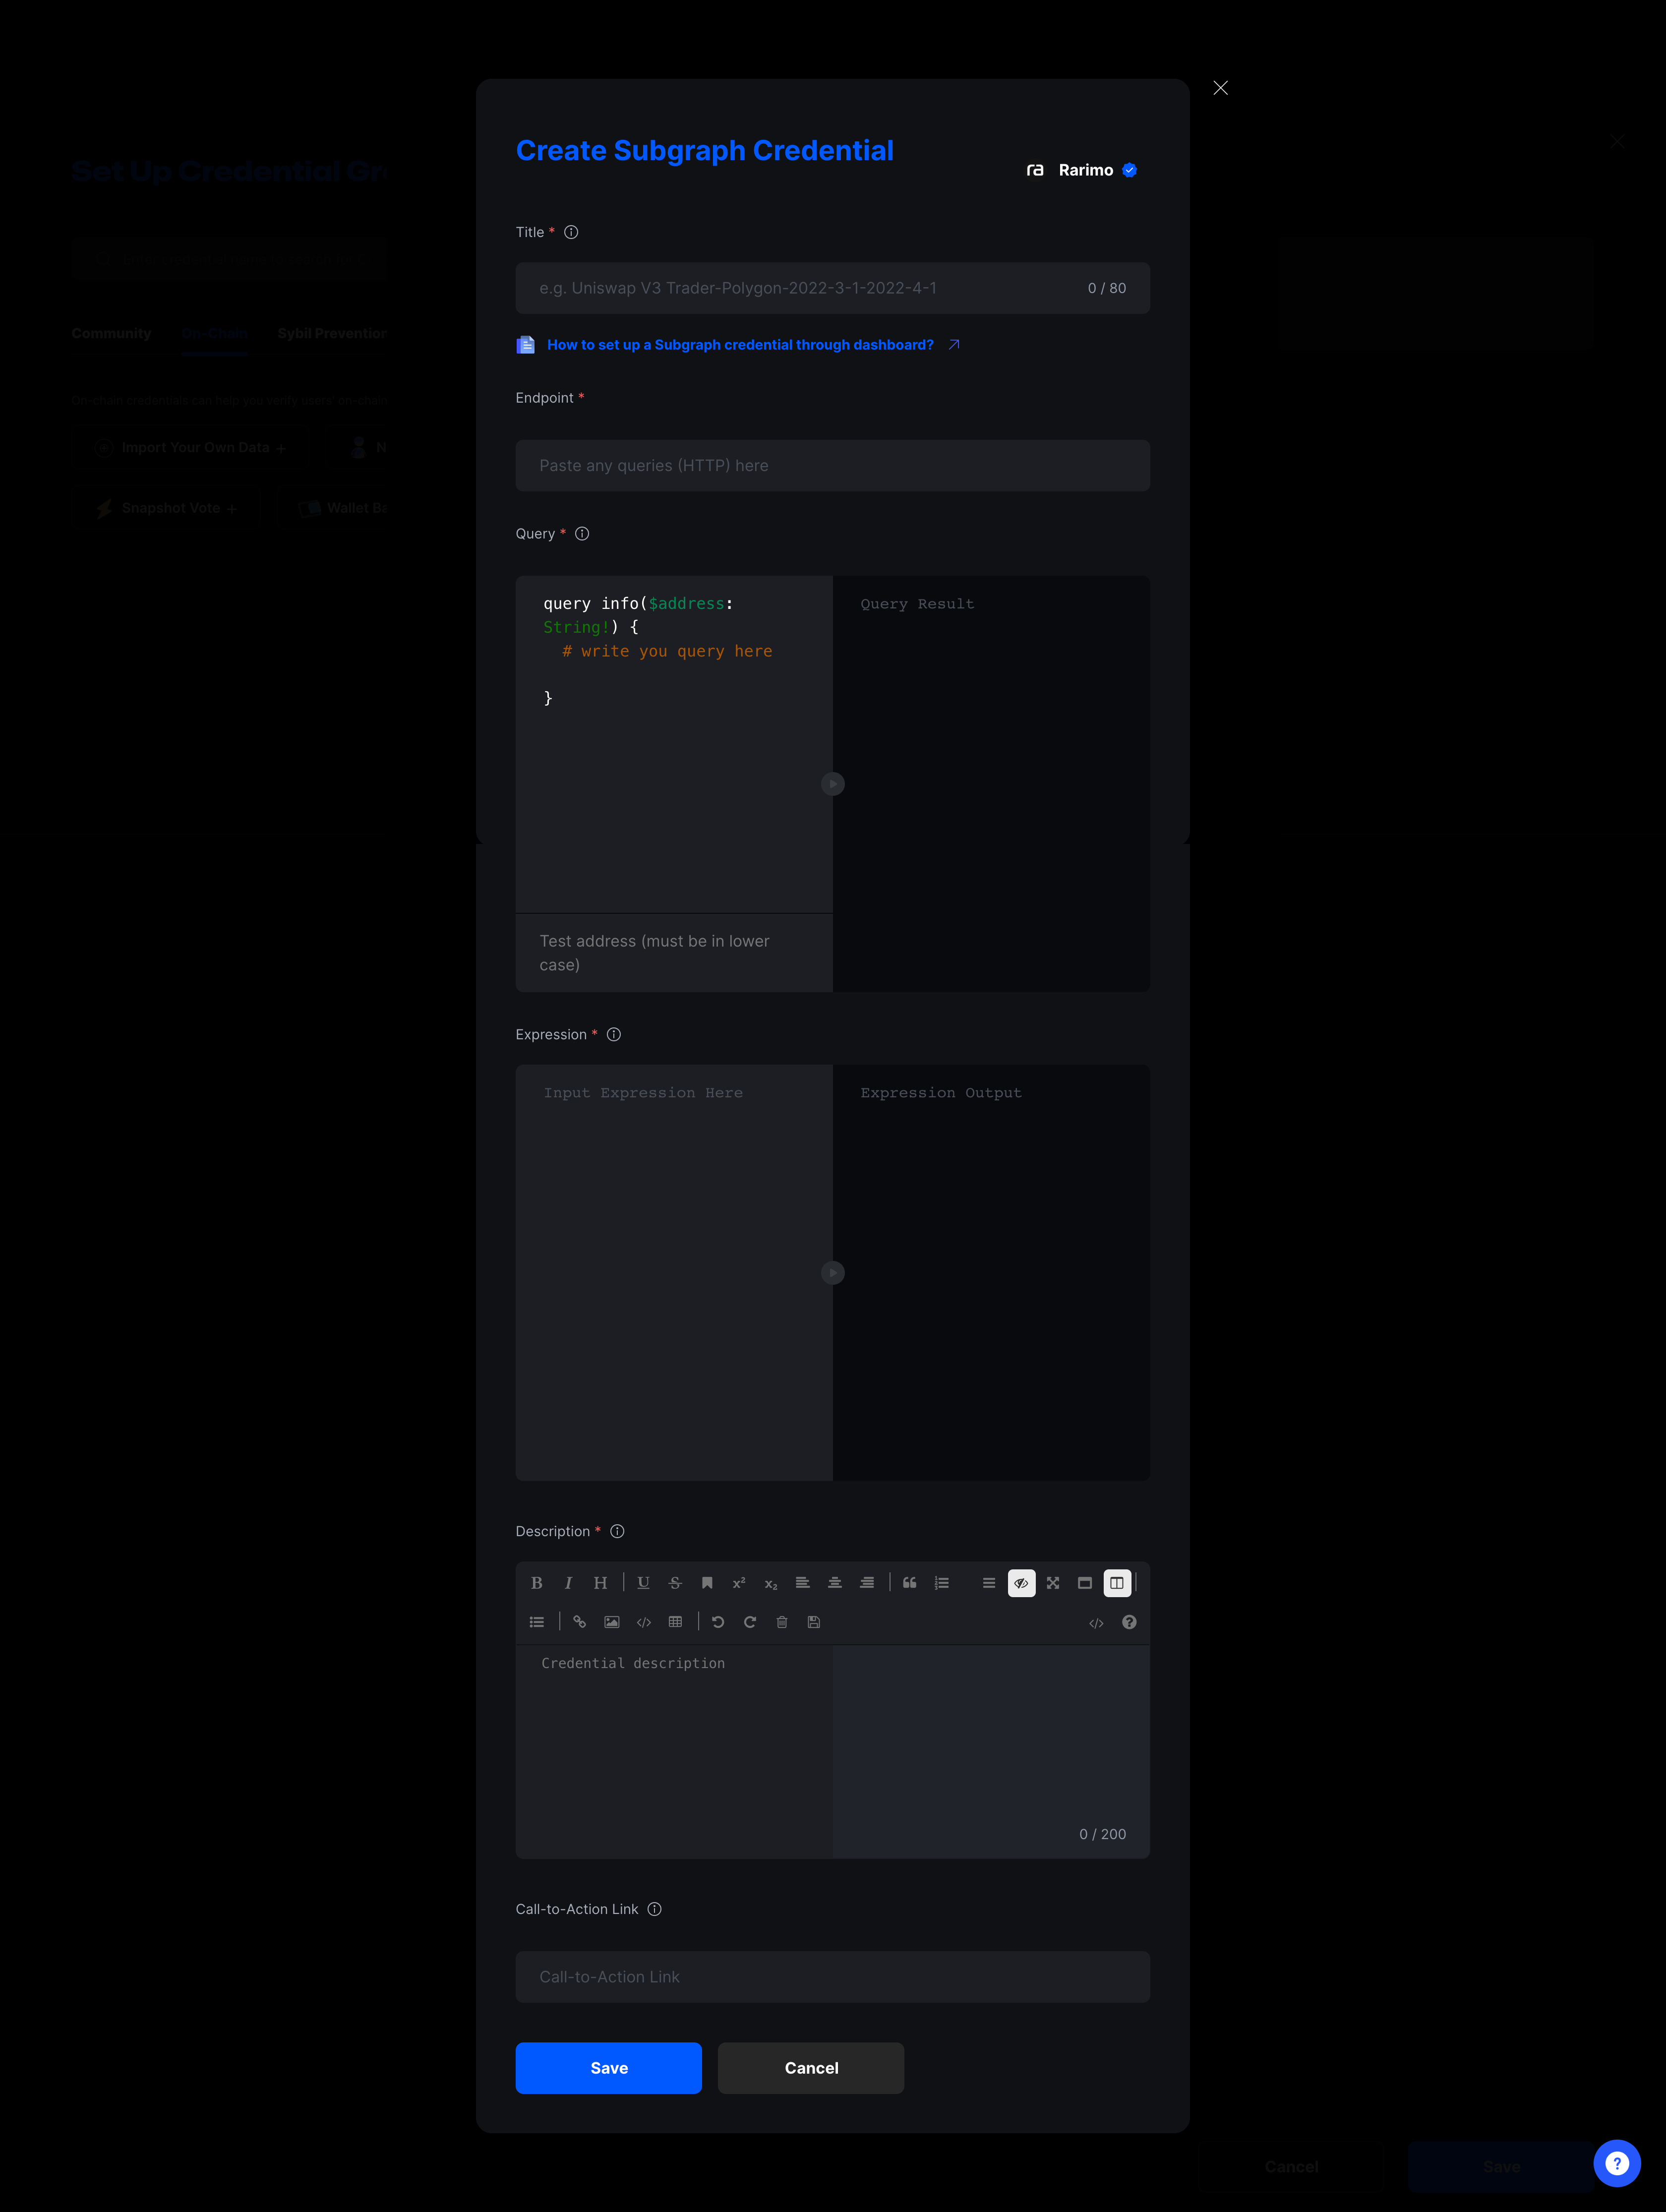 Create Subgraph Credential
Rarimo
Title *
e.g. Uniswap V3 Trader-Polygon-2022-3-1-2022-4-1
0 / 80
How to set up a Subgraph credential through dashboard?
Endpoint *
Paste any queries (HTTP) here
Query *
query info($address:
String!) {
# write you query here
}
Query Result
Test address (must be in lower
case)
Expression *
Input Expression Here
Expression Output
Description *
Credential description
0 / 200
Call-to-Action Link
Call-to-Action Link
Save
Cancel
Set Up Credential Gr
Community
On-Chain
Sybil Prevention
On-chain credentials can help you verify users' on-chain
Import Your Own Data +
N
Snapshot Vote +
Wallet Ba
Cancel
Save